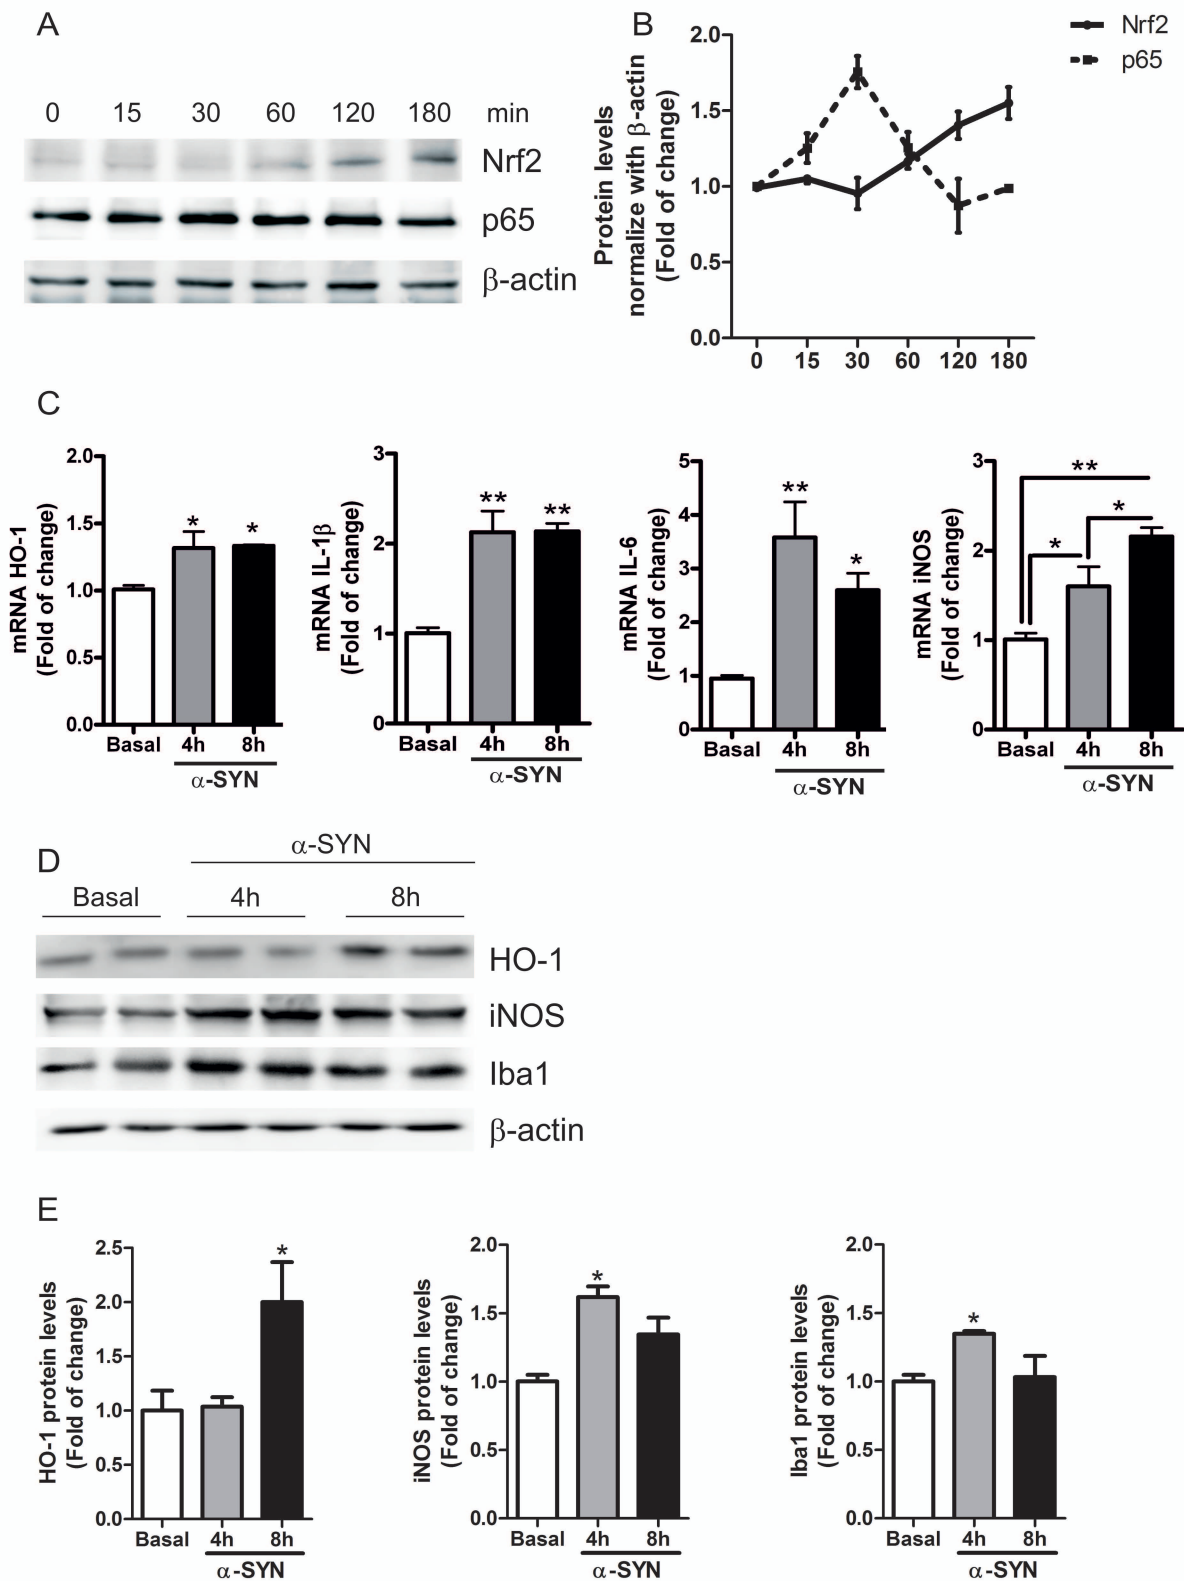 A
0 15 30 60 120 180 min
Nrf2
p65
β-actin
B
Protein levels
normalize with β-actin
(Fold of change)
2.0
1.5
1.0
0.5
0.0
0 15 30 60 120 180
Nrf2
p65
C
mRNA HO-1
(Fold of change)
2.0
1.5
1.0
0.5
0.0
* *
Basal 4h 8h
α-SYN
mRNA IL-1β
(Fold of change)
3
2
1
0
** **
Basal 4h 8h
α-SYN
mRNA IL-6
(Fold of change)
5
4
3
2
1
0
** *
Basal 4h 8h
α-SYN
mRNA iNOS
(Fold of change)
3
2
1
0
**
*
*
Basal 4h 8h
α-SYN
D
α-SYN
Basal 4h 8h
HO-1
iNOS
Iba1
β-actin
E
HO-1 protein levels
(Fold of change)
2.5
2.0
1.5
1.0
0.5
0.0
*
Basal 4h 8h
α-SYN
iNOS protein levels
(Fold of change)
2.0
1.5
1.0
0.5
0.0
*
Basal 4h 8h
α-SYN
Iba1 protein levels
(Fold of change)
2.0
1.5
1.0
0.5
0.0
*
Basal 4h 8h
α-SYN